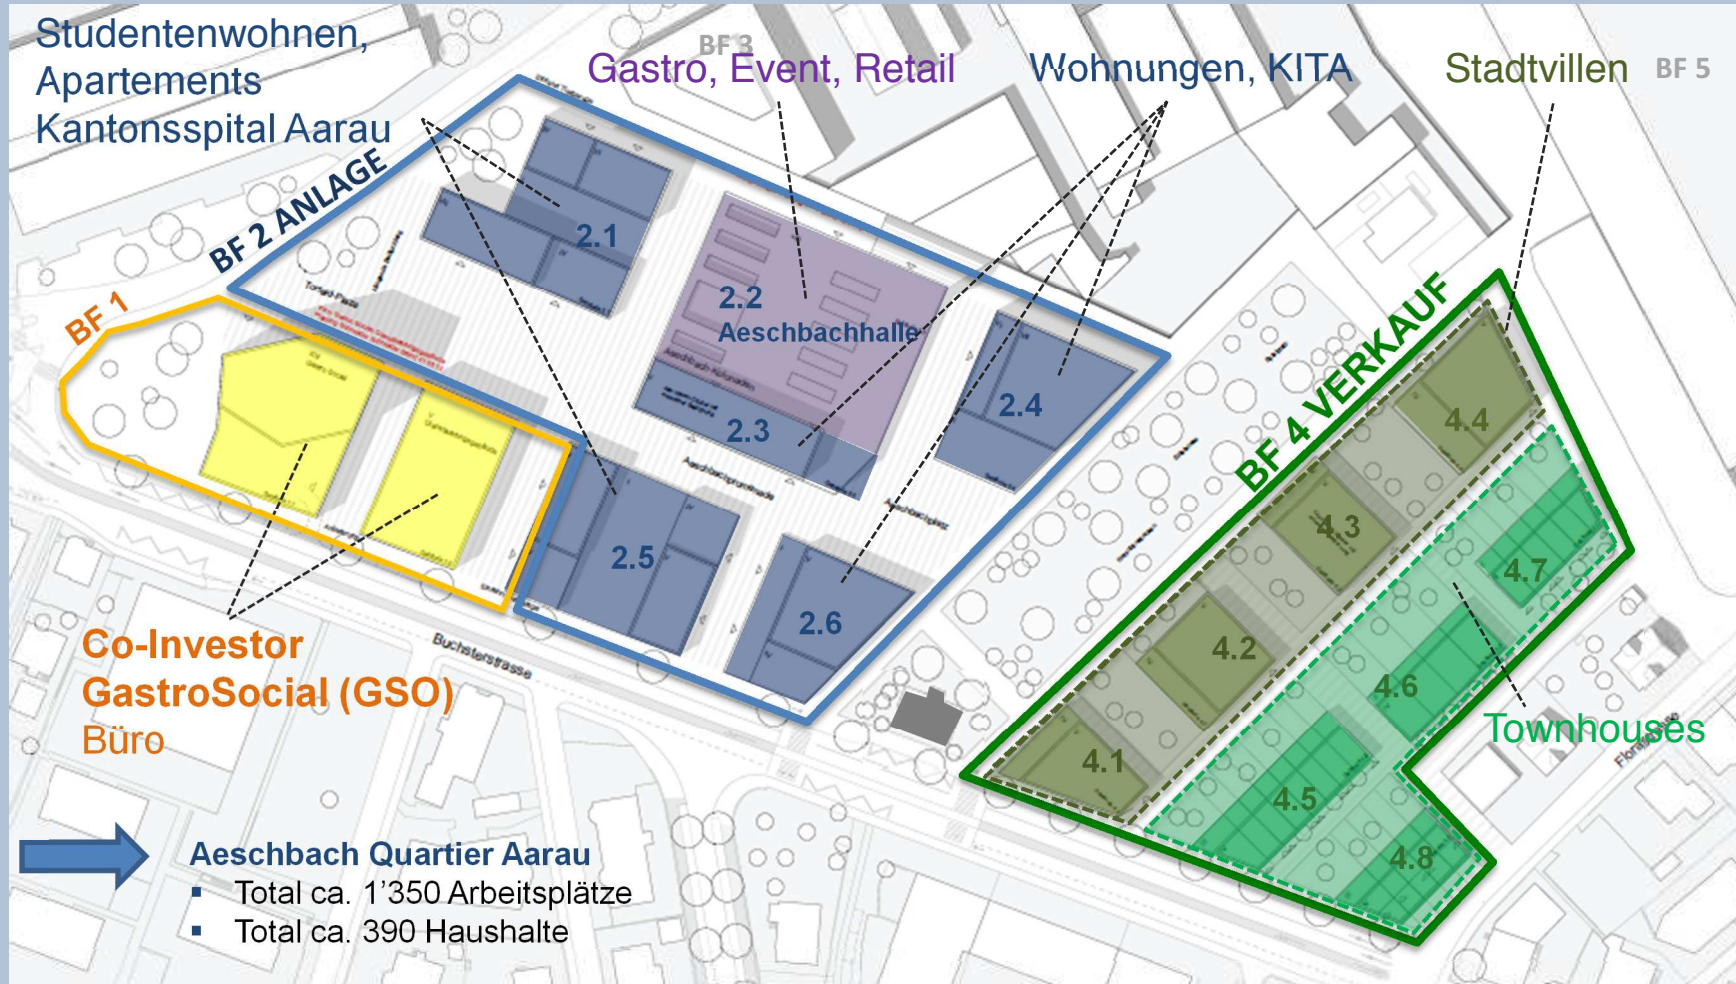 Studentenwohnen,
Apartements
Kantonsspital Aarau
BF 3
Gastro, Event, Retail
Wohnungen, KITA
Stadtvillen
BF 5
BF 2 ANLAGE
BF 1
2.1
2.2
Aeschbachhalle
2.3
2.4
2.5
2.6
BF 4 VERKAUF
4.4
4.3
4.7
4.2
4.6
4.1
4.5
4.8
Townhouses
Buchserstrasse
Co-Investor
GastroSocial (GSO)
Büro
Aeschbach Quartier Aarau
▪ Total ca. 1'350 Arbeitsplätze
▪ Total ca. 390 Haushalte